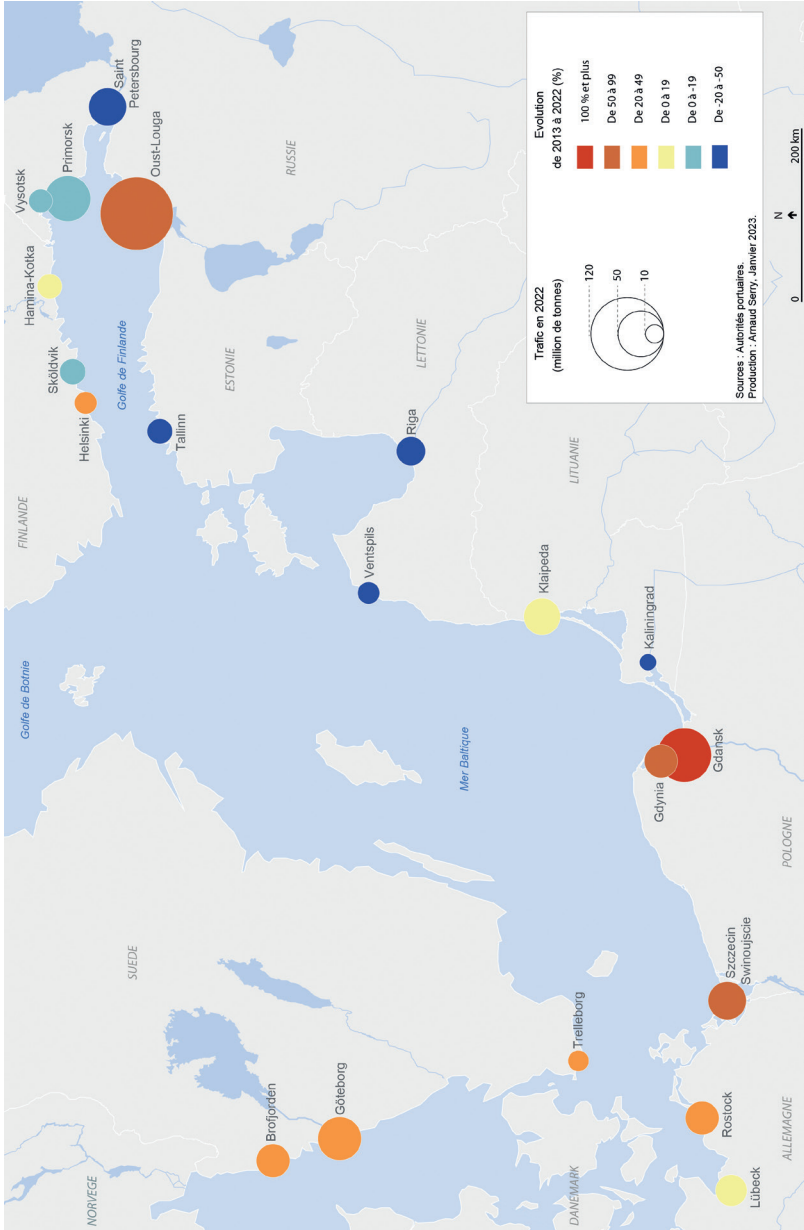 Golfe de Botnie
FINLANDE
Hamina-Kotka
Vysotsk
Sköldvik
Primorsk
Saint
Petersbourg
Helsinki
Golfe de Finlande
Oust-Louga
NORVEGE
SUEDE
Tallinn
ESTONIE
RUSSIE
Brofjorden
Göteborg
Ventspils
Riga
LETTONIE
Mer Baltique
Klaipeda
LITUANIE
Trelleborg
DANEMARK
Kaliningrad
Gdynia
Gdansk
Rostock
Lübeck
Szczecin
Swinoujscie
ALLEMAGNE
POLOGNE
Trafic en 2022
(million de tonnes)
120
50
10
Evolution
de 2013 à 2022 (%)
100 % et plus
De 50 à 99
De 20 à 49
De 0 à 19
De 0 à -19
De -20 à -50
Sources : Autorités portuaires.
Production : Arnaud Serry, Janvier 2023.
N
0
200 km